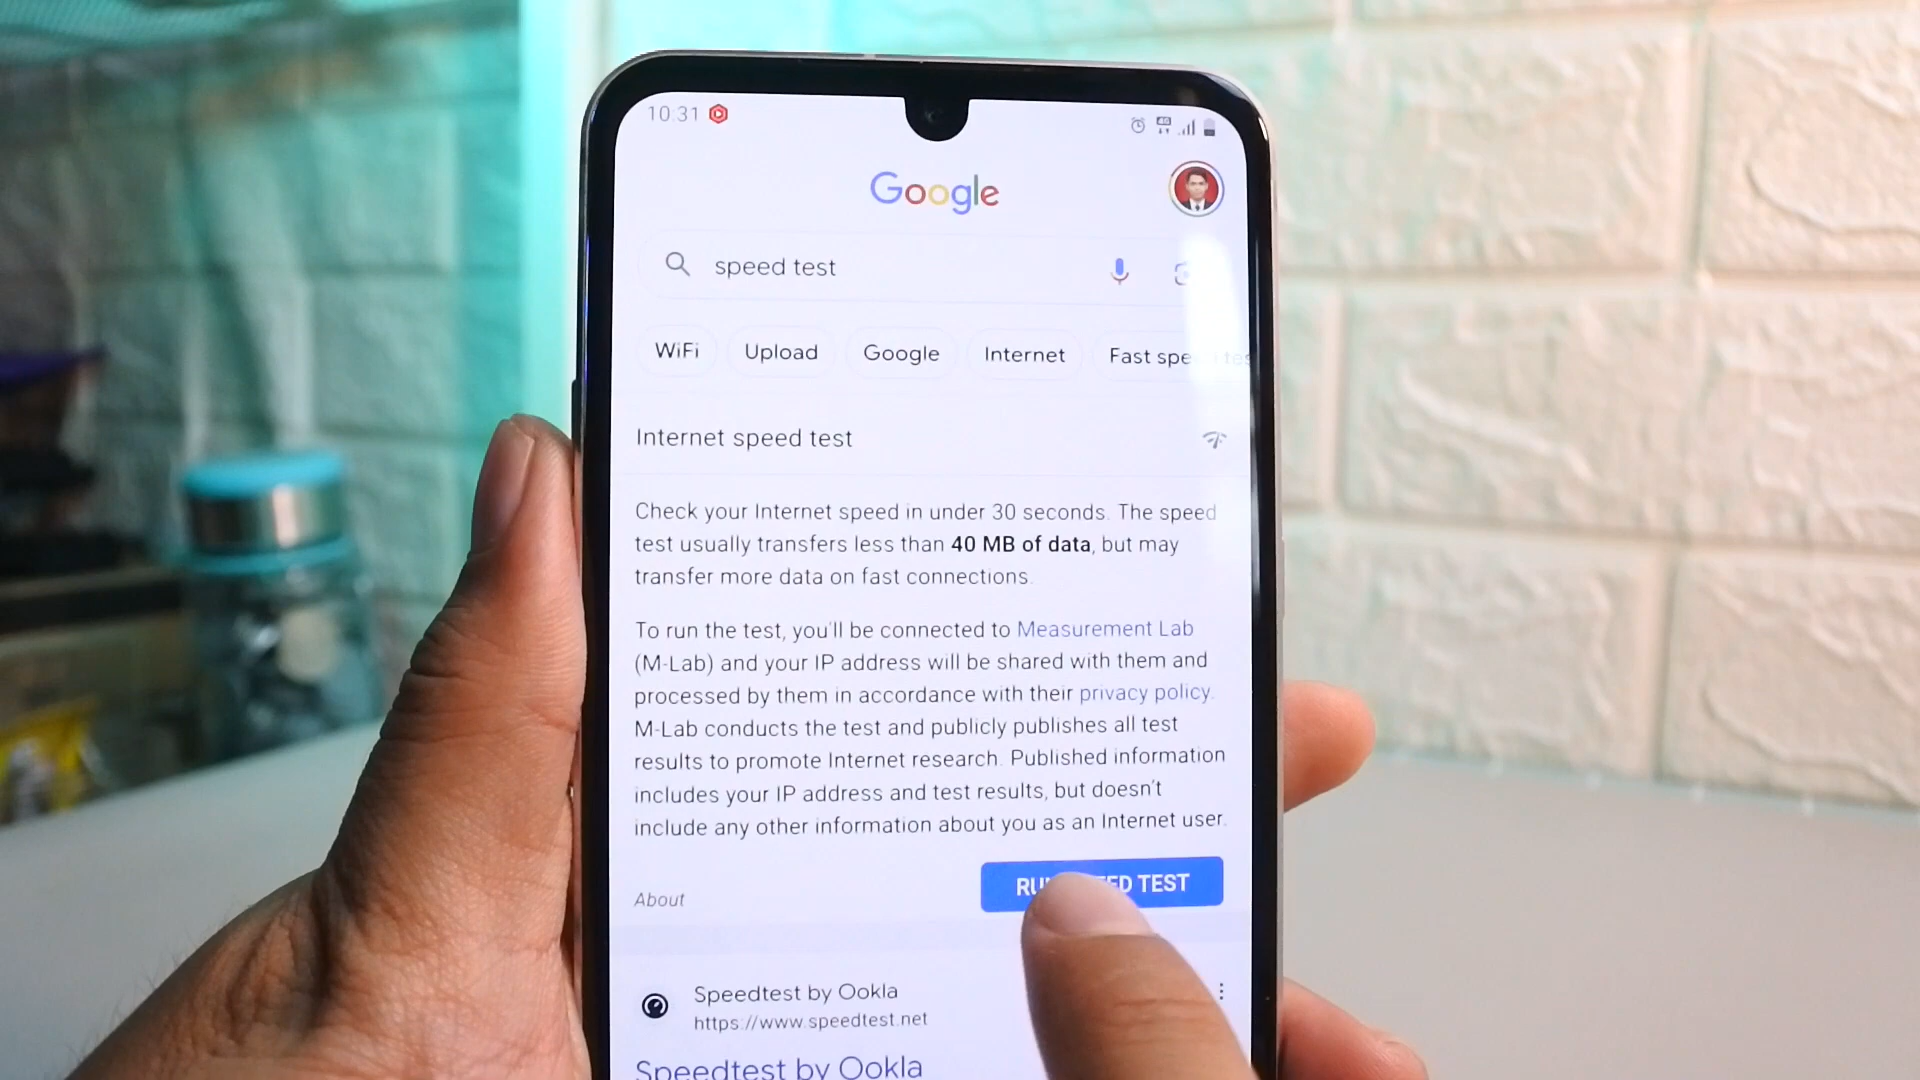 10:31
4G
Google
speed test
WiFi Upload Google Internet Fast spe
Internet speed test
Check your Internet speed in under 30 seconds. The speed
test usually transfers less than 40 MB of data, but may
transfer more data on fast connections.
To run the test, you'll be connected to Measurement Lab
(M-Lab) and your IP address will be shared with them and
processed by them in accordance with their privacy policy.
M-Lab conducts the test and publicly publishes all test
results to promote Internet research. Published information
includes your IP address and test results, but doesn't
include any other information about you as an Internet user.
About
RU ED TEST
Speedtest by Ookla
https://www.speedtest.net
Speedtest by Ookla